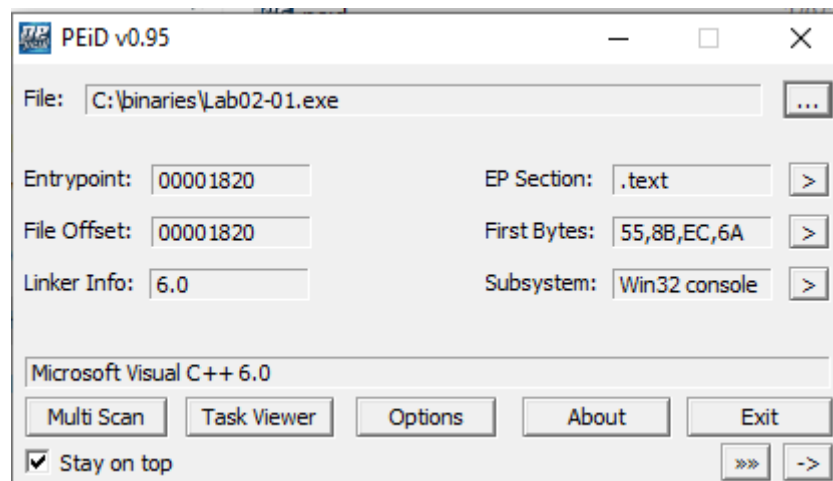 PEiD v0.95
File: C:\binaries\Lab02-01.exe ...
Entrypoint: 00001820 EP Section: .text >
File Offset: 00001820 First Bytes: 55,8B,EC,6A >
Linker Info: 6.0 Subsystem: Win32 console >
Microsoft Visual C++ 6.0
Multi Scan Task Viewer Options About Exit
Stay on top »» ->